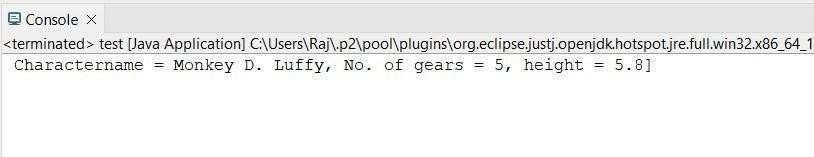 Console
<terminated> test [Java Application] C:\Users\Raj\.p2\pool\plugins\org.eclipse.justj.openjdk.hotspot.jre.full.win32.x86_64_1
Charactername = Monkey D. Luffy, No. of gears = 5, height = 5.8]